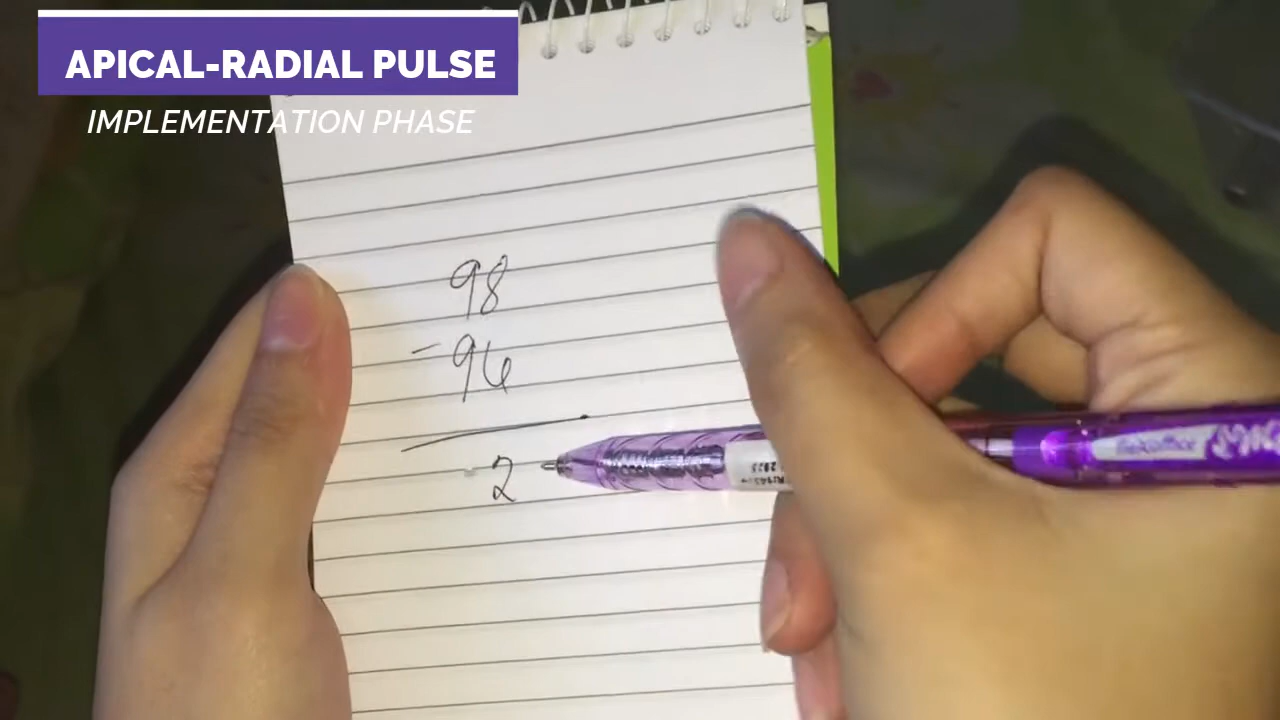 APICAL-RADIAL PULSE
IMPLEMENTATION PHASE
98
- 96
2